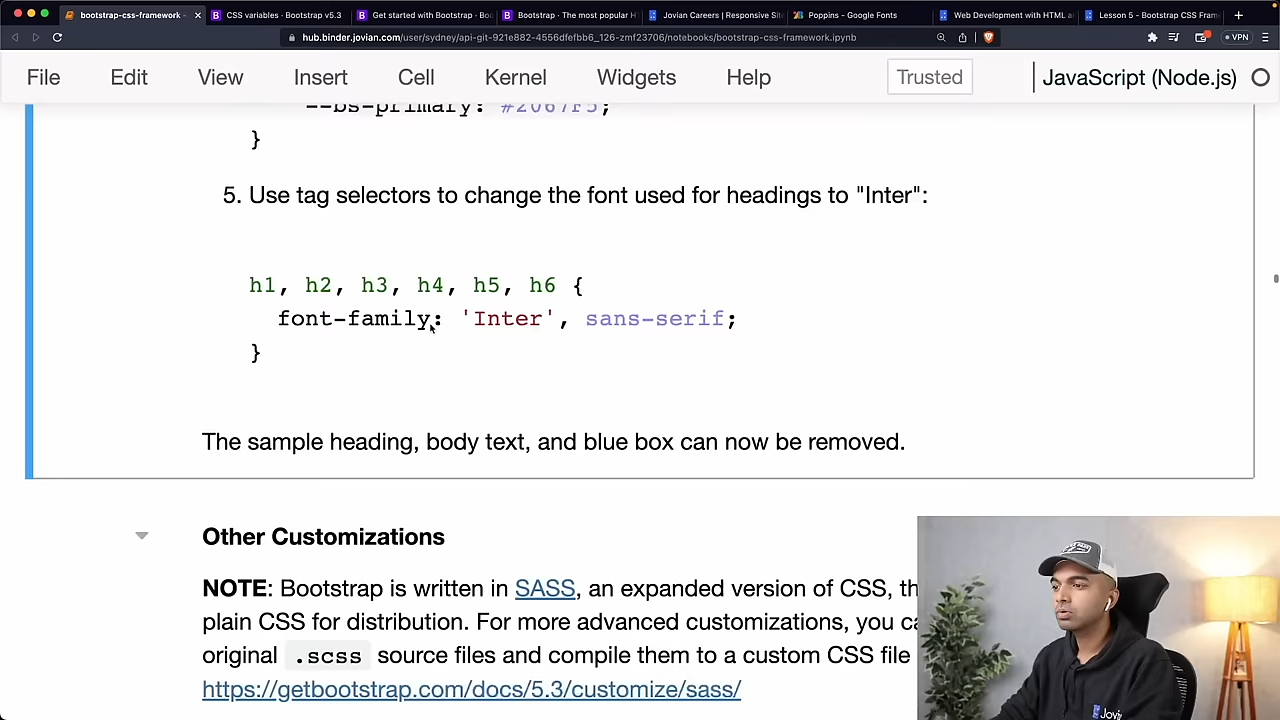 bootstrap-css-framework -
CSS variables · Bootstrap v5.3
Get started with Bootstrap · Boo
Bootstrap · The most popular H
Jovian Careers | Responsive Site
Poppins - Google Fonts
Web Development with HTML a
Lesson 5 - Bootstrap CSS Fram
hub.binder.jovian.com/user/sydney/api-git-921e882-4556dfefbb6_126-zmf23706/notebooks/bootstrap-css-framework.ipynb
VPN
File Edit View Insert Cell Kernel Widgets Help Trusted JavaScript (Node.js)
--bs-primary: #2067F5;
}
5. Use tag selectors to change the font used for headings to "Inter":
h1, h2, h3, h4, h5, h6 {
font-family: 'Inter', sans-serif;
}
The sample heading, body text, and blue box can now be removed.
Other Customizations
NOTE: Bootstrap is written in SASS, an expanded version of CSS, th
plain CSS for distribution. For more advanced customizations, you ca
original .scss source files and compile them to a custom CSS file
https://getbootstrap.com/docs/5.3/customize/sass/
Jovi